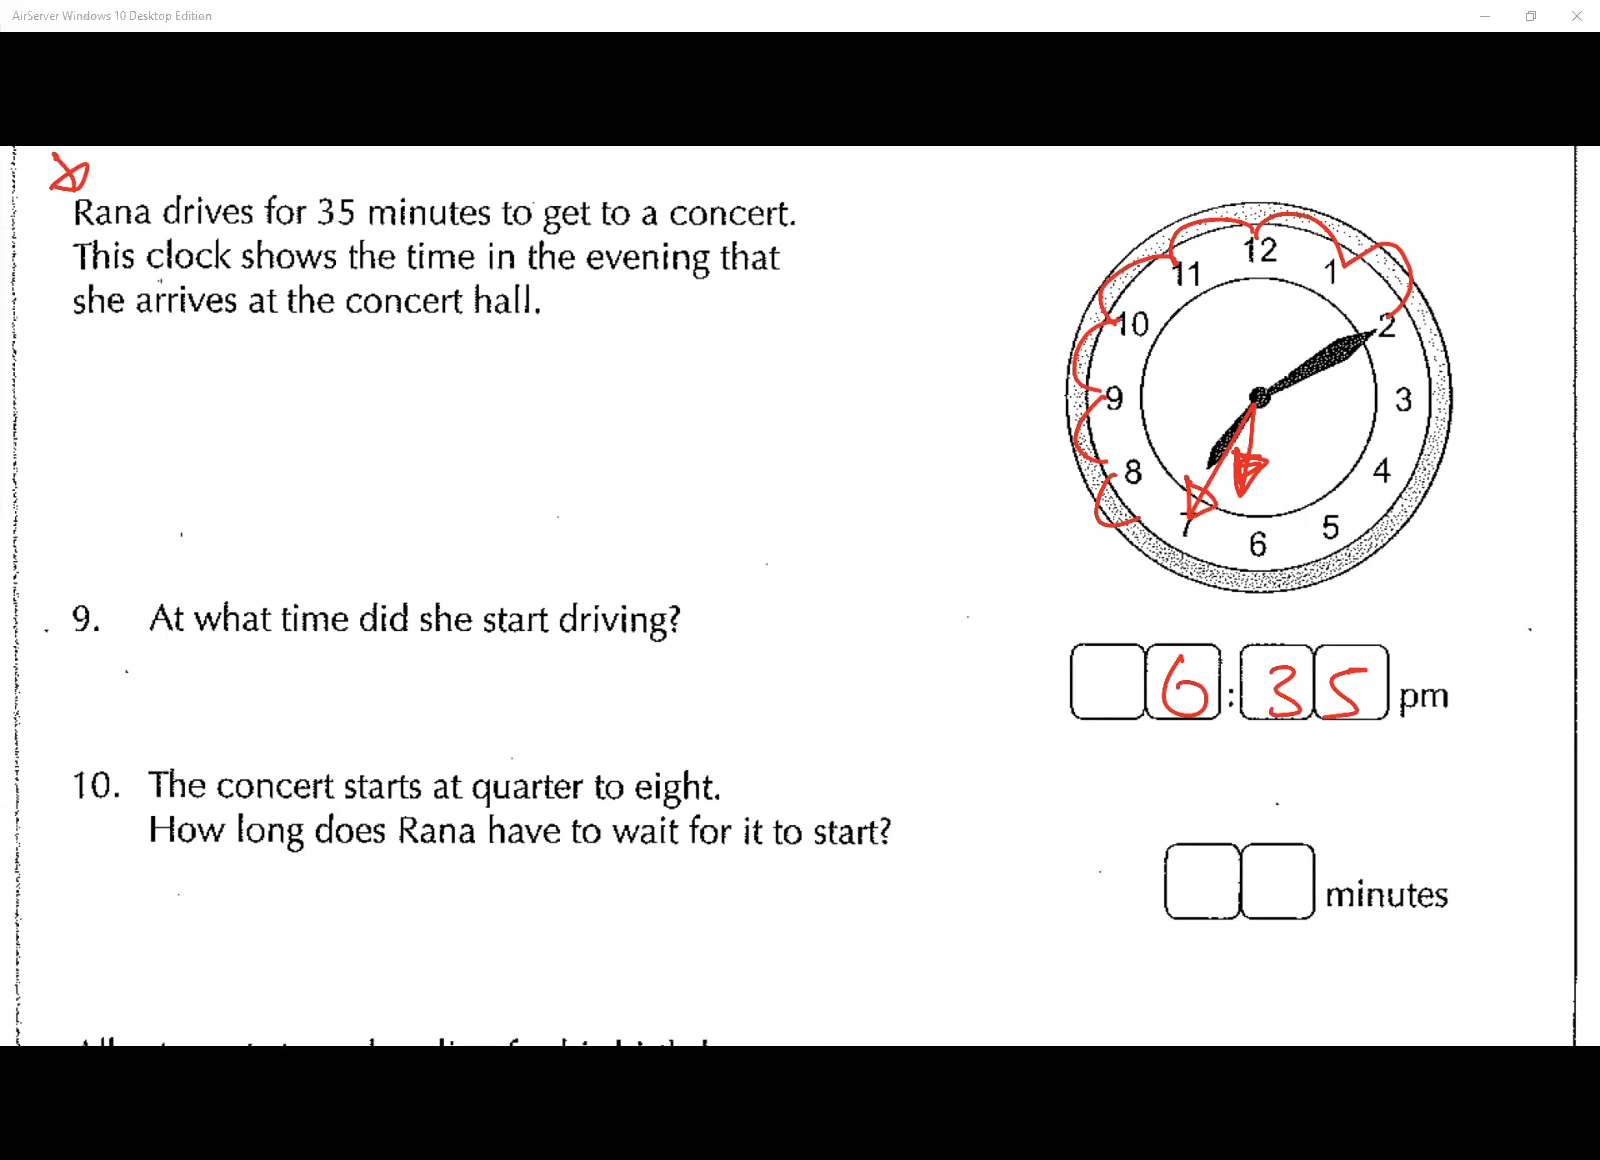 AirServer Windows 10 Desktop Edition
Rana drives for 35 minutes to get to a concert.
This clock shows the time in the evening that
she arrives at the concert hall.
12
11
1
10
2
9
3
8
4
7
5
6
9. At what time did she start driving?
6:35 pm
10. The concert starts at quarter to eight.
How long does Rana have to wait for it to start?
minutes